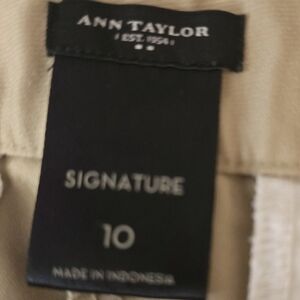 ANN TAYLOR
EST. 1954
SIGNATURE
10
MADE IN INDONESIA